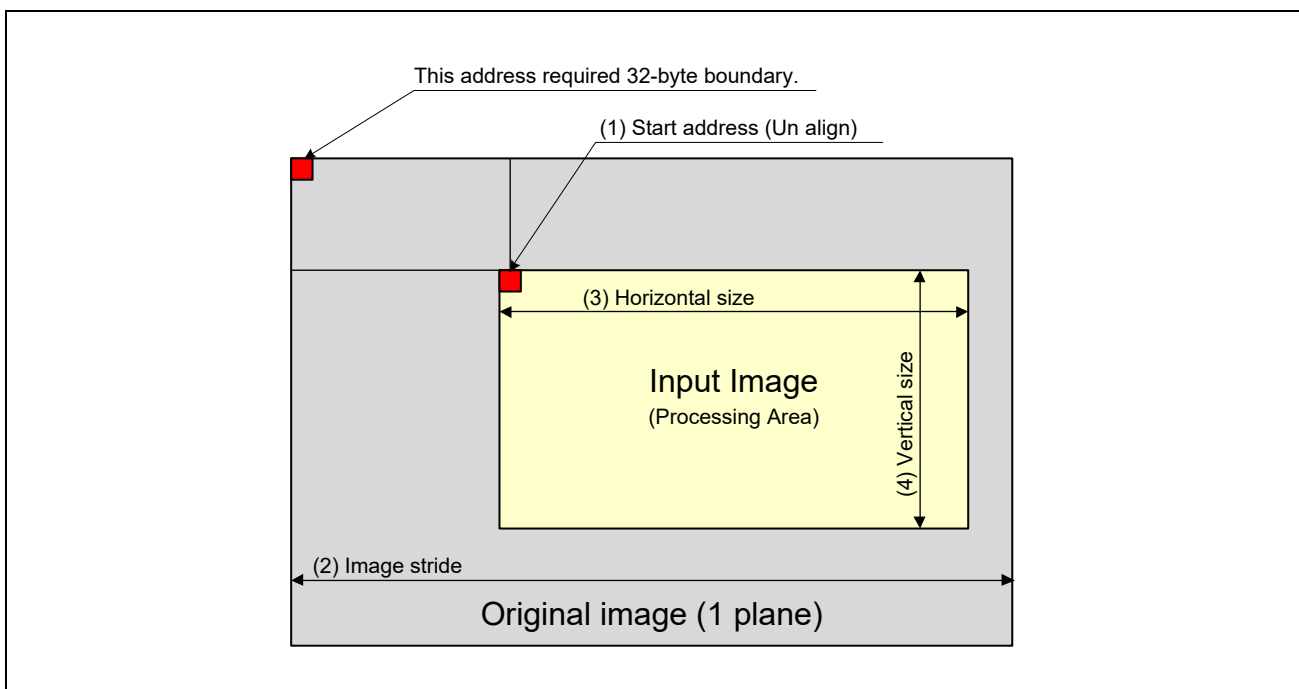 This address required 32-byte boundary.
(1) Start address (Un align)
(3) Horizontal size
Input Image
(Processing Area)
(4) Vertical size
(2) Image stride
Original image (1 plane)